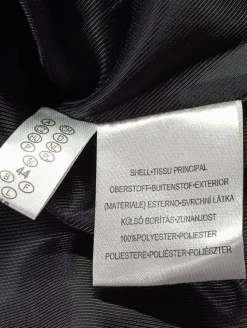 SHELL•TISSU PRINCIPAL
OBERSTOFF•BUITENSTOF•EXTERIOR
(MATERIALE) ESTERNO•SVRCHNI LÁTKA
KÜLSŐ BORÍTÁS•ZUNANJOST
100%POLYESTER•POLIESTER
POLIESTERE•POLIÉSTER•POLIÉSZTER
44